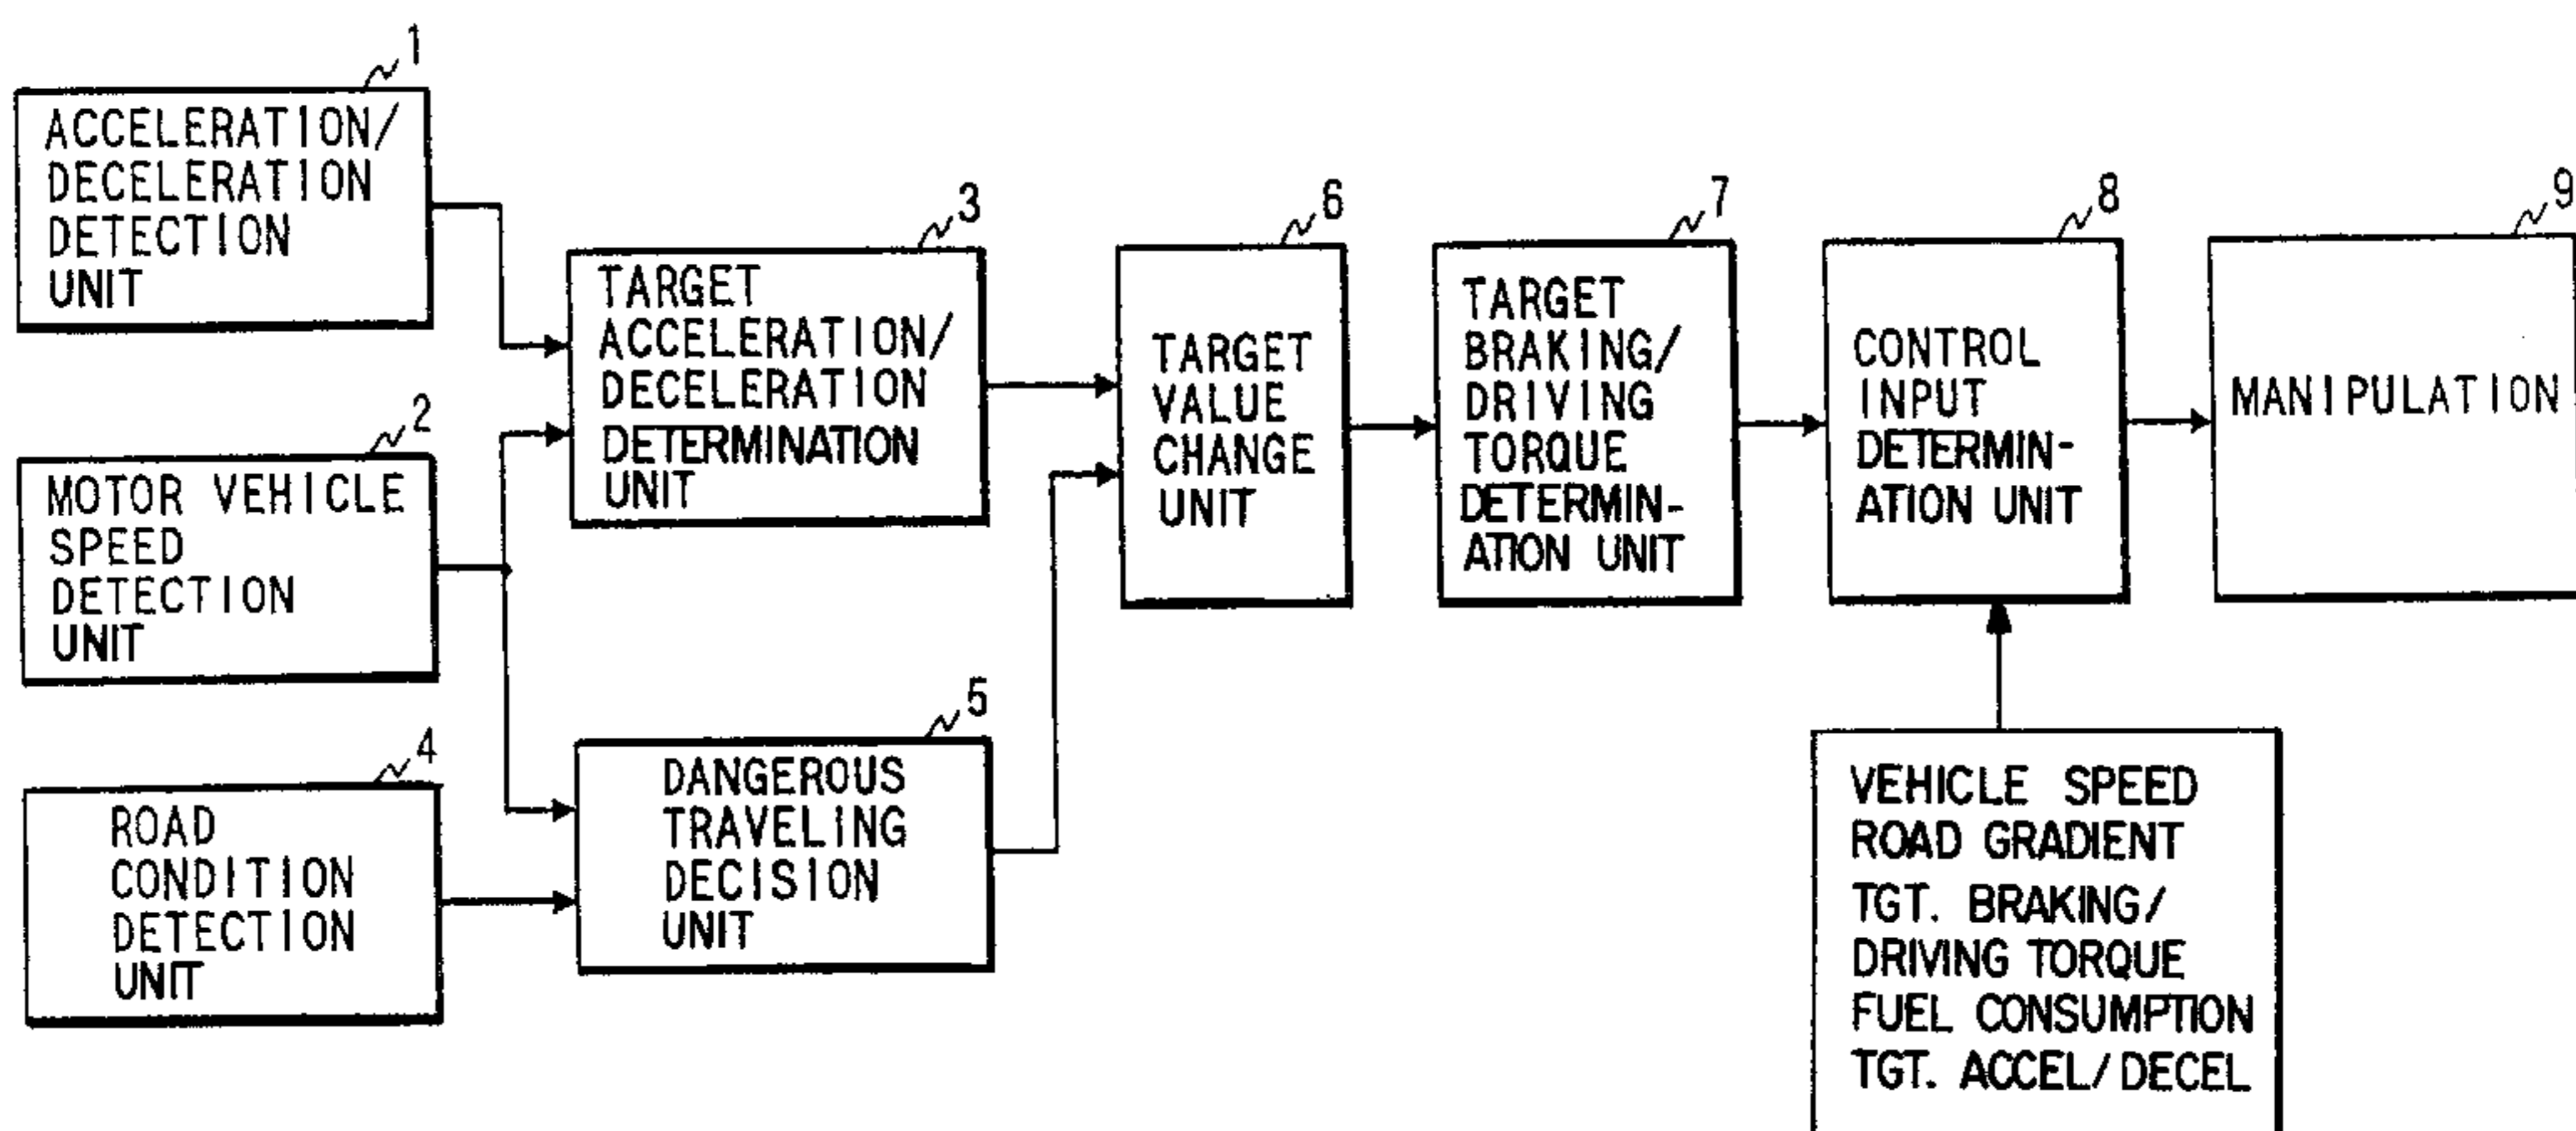 1
ACCELERATION/
DECELERATION
DETECTION
UNIT
2
MOTOR VEHICLE
SPEED
DETECTION
UNIT
4
ROAD
CONDITION
DETECTION
UNIT
3
TARGET
ACCELERATION/
DECELERATION
DETERMINATION
UNIT
5
DANGEROUS
TRAVELING
DECISION
UNIT
6
TARGET
VALUE
CHANGE
UNIT
7
TARGET
BRAKING/
DRIVING
TORQUE
DETERMIN-
ATION UNIT
8
CONTROL
INPUT
DETERMIN-
ATION UNIT
9
MANIPULATION
VEHICLE SPEED
ROAD GRADIENT
TGT. BRAKING/
DRIVING TORQUE
FUEL CONSUMPTION
TGT. ACCEL/DECEL